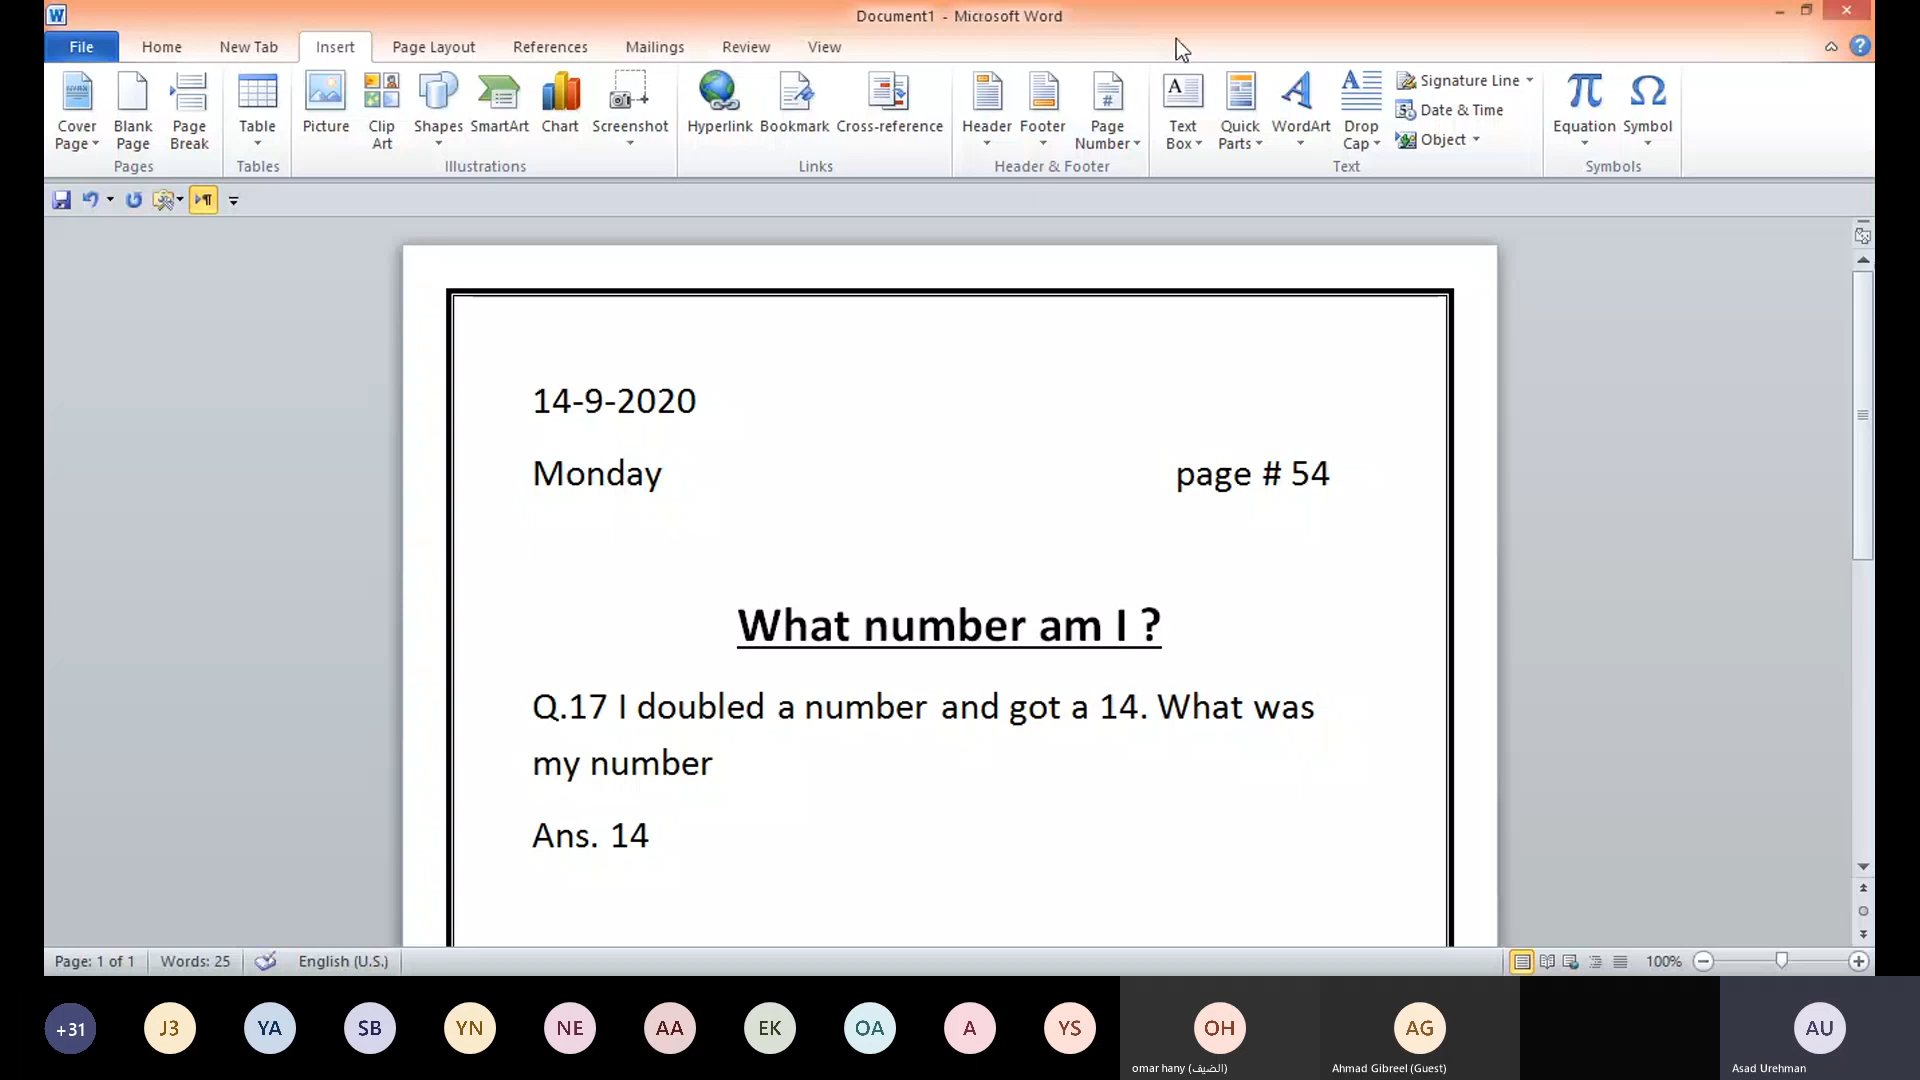 Document1 - Microsoft Word
File Home New Tab Insert Page Layout References Mailings Review View
Cover Page Blank Page Page Break Table Picture Clip Art Shapes SmartArt Chart Screenshot Hyperlink Bookmark Cross-reference Header Footer Page Number Text Box Quick Parts WordArt Drop Cap Signature Line Date & Time Object Equation Symbol
Pages Tables Illustrations Links Header & Footer Text Symbols
14-9-2020
Monday page # 54
What number am I ?
Q.17 I doubled a number and got a 14. What was
my number
Ans. 14
Page: 1 of 1 Words: 25 English (U.S.) 100%
+31 J3 YA SB YN NE AA EK OA A YS OH AG AU
omar hany (الضيف) Ahmad Gibreel (Guest) Asad Urehman